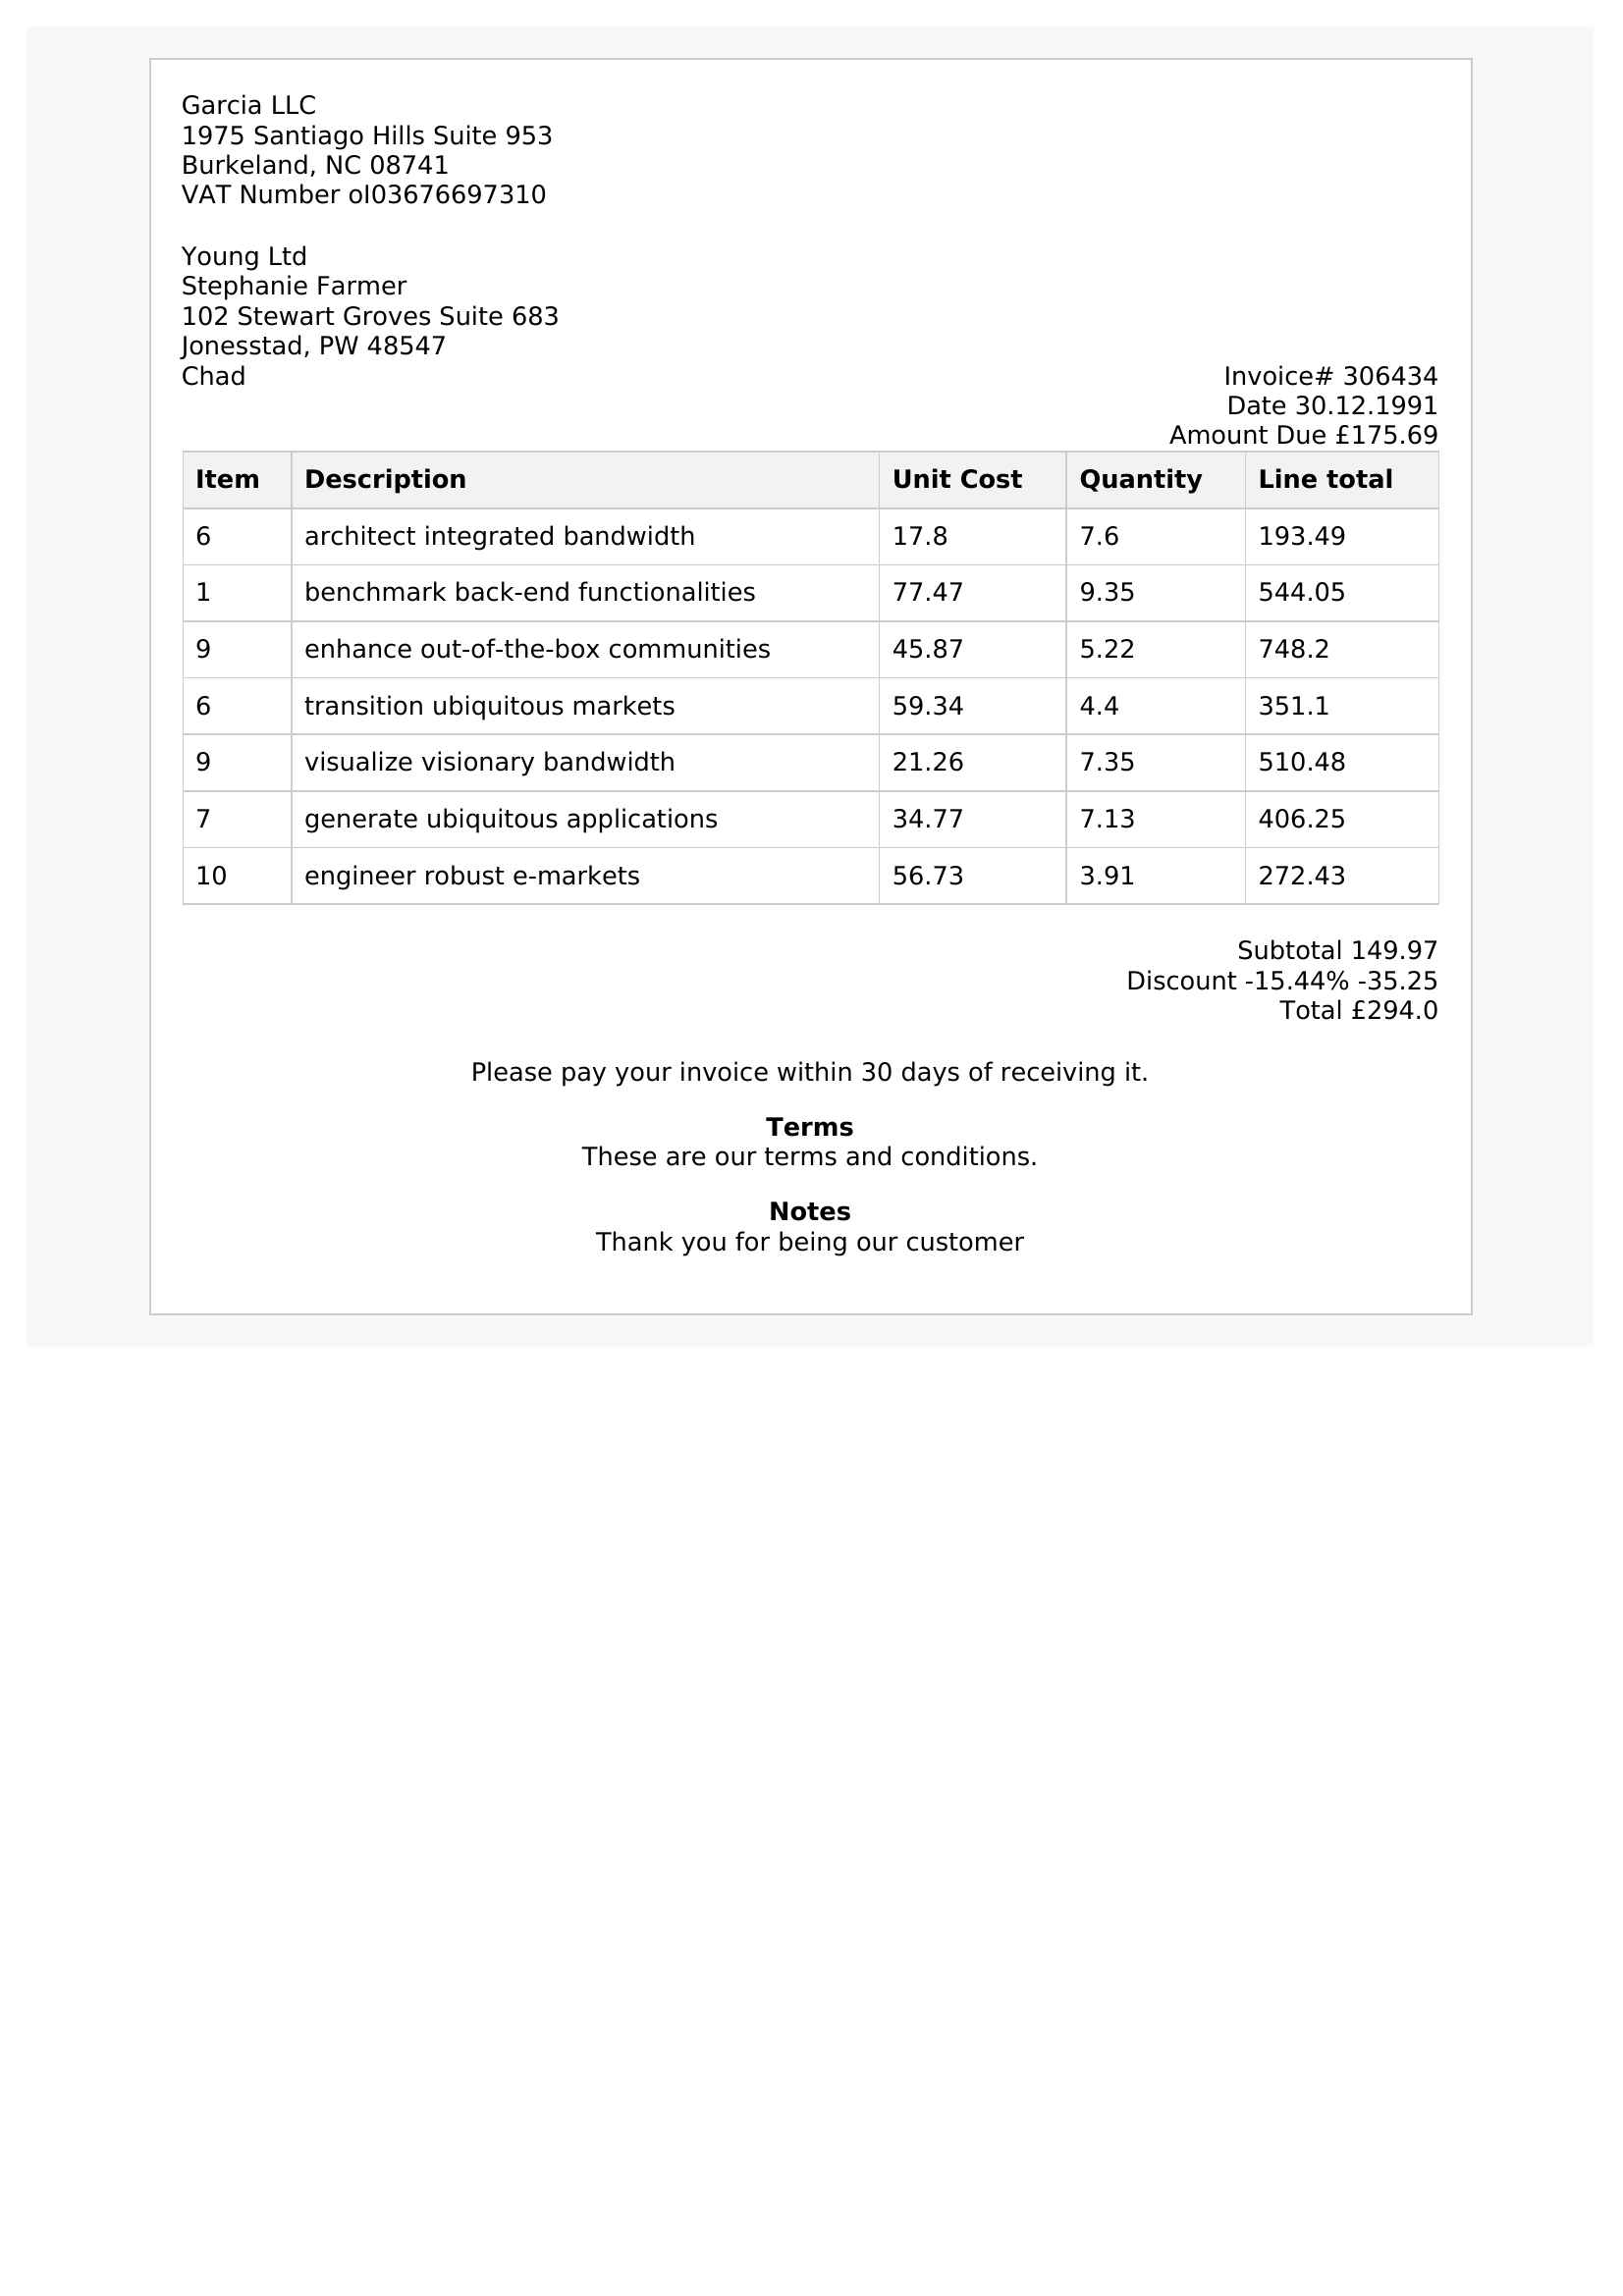 Garcia LLC
1975 Santiago Hills Suite 953
Burkeland, NC 08741
VAT Number ol03676697310
Young Ltd
Stephanie Farmer
102 Stewart Groves Suite 683
Jonesstad, PW 48547
Chad
Invoice# 306434
Date 30.12.1991
Amount Due £175.69
Item Description Unit Cost Quantity Line total
6 architect integrated bandwidth 17.8 7.6 193.49
1 benchmark back-end functionalities 77.47 9.35 544.05
9 enhance out-of-the-box communities 45.87 5.22 748.2
6 transition ubiquitous markets 59.34 4.4 351.1
9 visualize visionary bandwidth 21.26 7.35 510.48
7 generate ubiquitous applications 34.77 7.13 406.25
10 engineer robust e-markets 56.73 3.91 272.43
Subtotal 149.97
Discount -15.44% -35.25
Total £294.0
Please pay your invoice within 30 days of receiving it.
Terms
These are our terms and conditions.
Notes
Thank you for being our customer